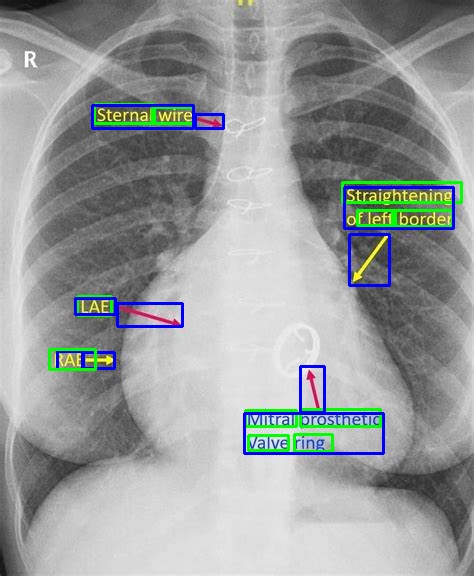 R
Sternal wire
Straightening
of left border
LAE
RAE
Mitral prosthetic
Valve ring